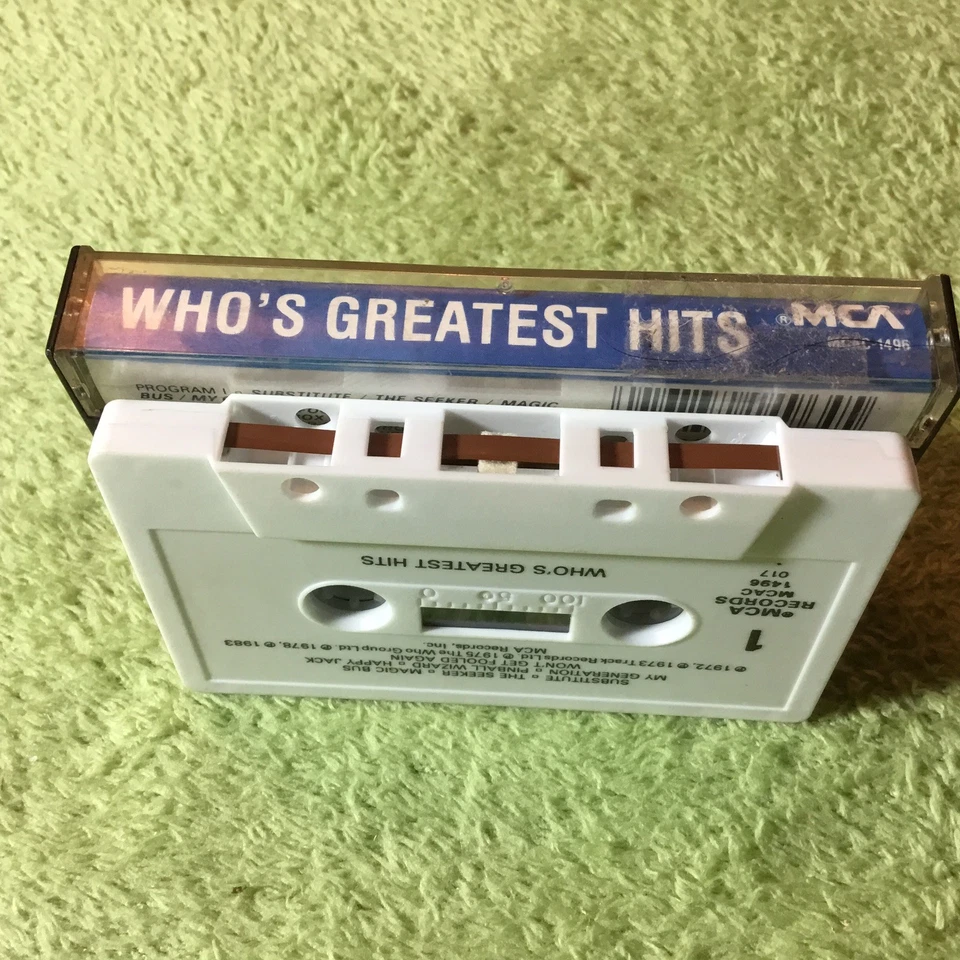 WHO'S GREATEST HITS
®MCA
MCAC-1496
PROGRAM I - SUBSTITUTE / THE SEEKER / MAGIC
BUS / MY
WHO'S GREATEST HITS
0 50 100
MCA
RECORDS
MCAC
1496
017
1
SUBSTITUTE ▫ THE SEEKER ▫ MAGIC BUS
MY GENERATION ▫ PINBALL WIZARD ▫ HAPPY JACK
WON'T GET FOOLED AGAIN
℗ 1972, ℗ 1973 Track Records Ltd ℗ 1975 The Who Group Ltd ℗ 1978, ℗ 1983
MCA Records, Inc.